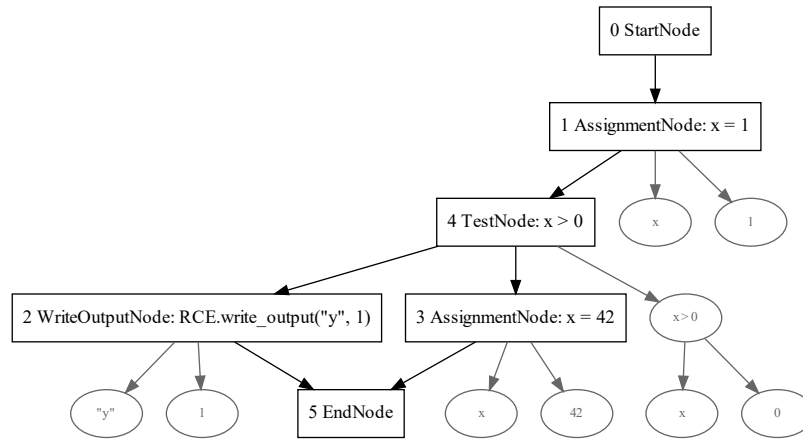 0 StartNode
1 AssignmentNode: x = 1
4 TestNode: x > 0
x
1
2 WriteOutputNode: RCE.write_output("y", 1)
3 AssignmentNode: x = 42
x > 0
"y"
1
5 EndNode
x
42
x
0